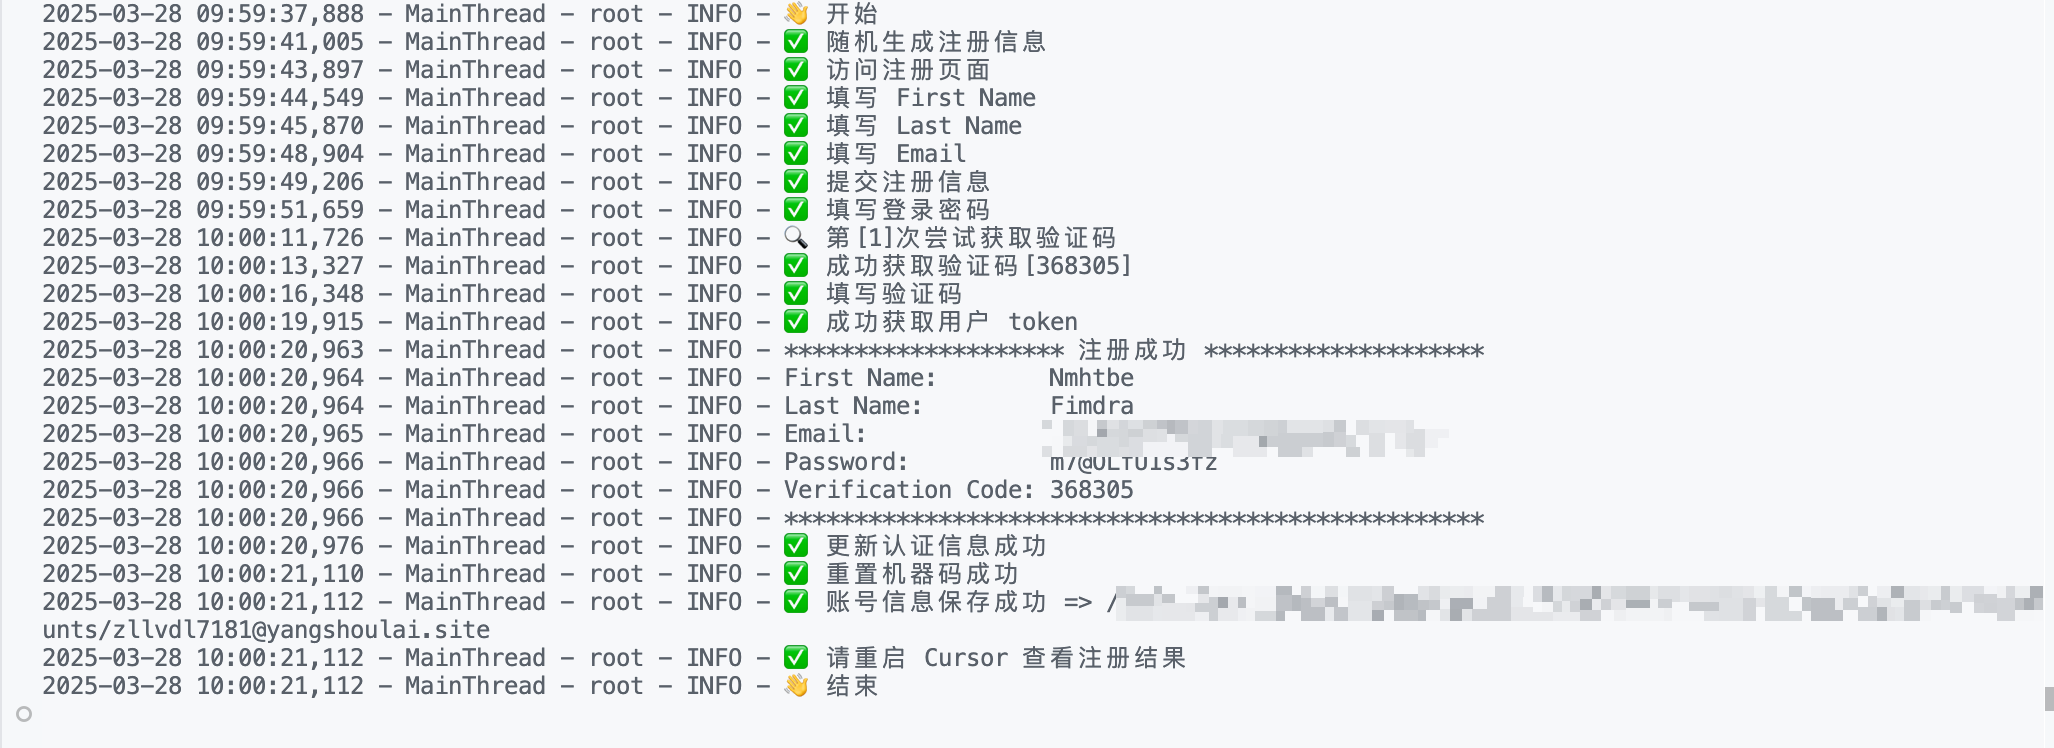 2025-03-28 09:59:37,888 - MainThread - root - INFO - 👋 开始
2025-03-28 09:59:41,005 - MainThread - root - INFO - ✅ 随机生成注册信息
2025-03-28 09:59:43,897 - MainThread - root - INFO - ✅ 访问注册页面
2025-03-28 09:59:44,549 - MainThread - root - INFO - ✅ 填写 First Name
2025-03-28 09:59:45,870 - MainThread - root - INFO - ✅ 填写 Last Name
2025-03-28 09:59:48,904 - MainThread - root - INFO - ✅ 填写 Email
2025-03-28 09:59:49,206 - MainThread - root - INFO - ✅ 提交注册信息
2025-03-28 09:59:51,659 - MainThread - root - INFO - ✅ 填写登录密码
2025-03-28 10:00:11,726 - MainThread - root - INFO - 🔍 第[1]次尝试获取验证码
2025-03-28 10:00:13,327 - MainThread - root - INFO - ✅ 成功获取验证码[368305]
2025-03-28 10:00:16,348 - MainThread - root - INFO - ✅ 填写验证码
2025-03-28 10:00:19,915 - MainThread - root - INFO - ✅ 成功获取用户 token
2025-03-28 10:00:20,963 - MainThread - root - INFO - ******************** 注册成功 ********************
2025-03-28 10:00:20,964 - MainThread - root - INFO - First Name: Nmhtbe
2025-03-28 10:00:20,964 - MainThread - root - INFO - Last Name: Fimdra
2025-03-28 10:00:20,965 - MainThread - root - INFO - Email:
2025-03-28 10:00:20,966 - MainThread - root - INFO - Password:
2025-03-28 10:00:20,966 - MainThread - root - INFO - Verification Code: 368305
2025-03-28 10:00:20,966 - MainThread - root - INFO - **************************************************
2025-03-28 10:00:20,976 - MainThread - root - INFO - ✅ 更新认证信息成功
2025-03-28 10:00:21,110 - MainThread - root - INFO - ✅ 重置机器码成功
2025-03-28 10:00:21,112 - MainThread - root - INFO - ✅ 账号信息保存成功 => /
unts/zllvdl7181@yangshoulai.site
2025-03-28 10:00:21,112 - MainThread - root - INFO - ✅ 请重启 Cursor 查看注册结果
2025-03-28 10:00:21,112 - MainThread - root - INFO - 👋 结束